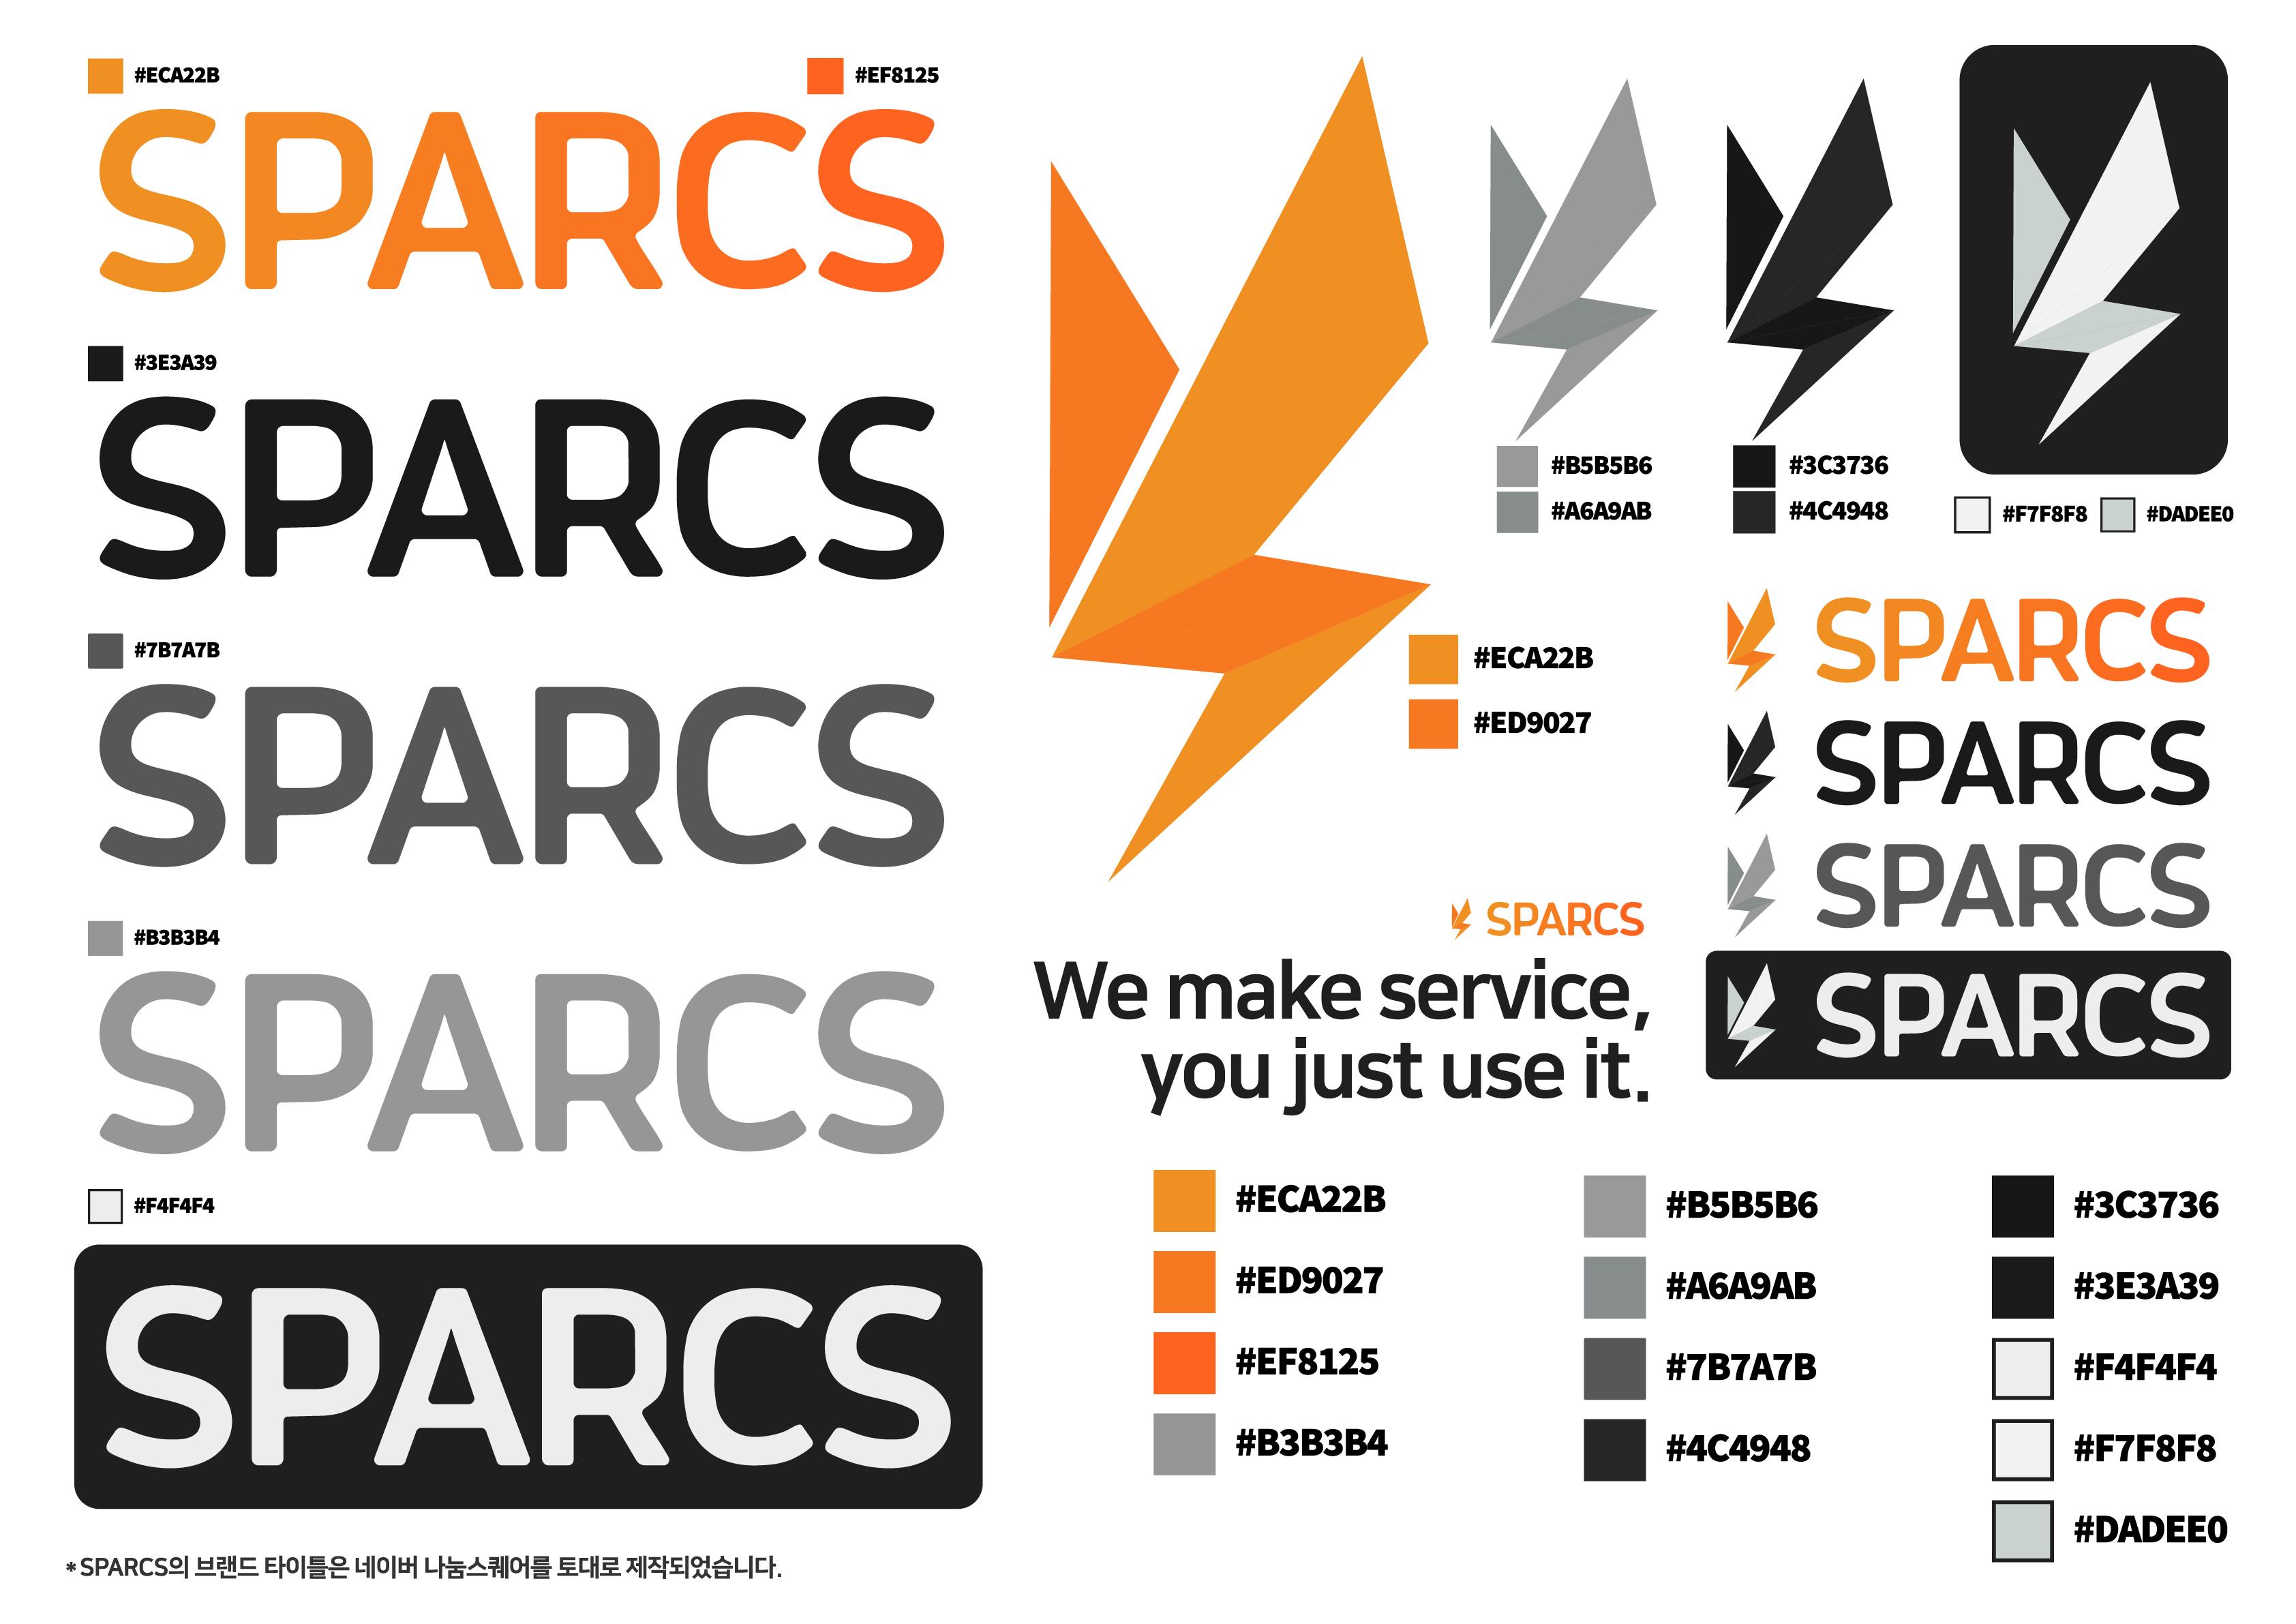 #ECA22B #EF8125
SPARCS
#3E3A39
SPARCS
#7B7A7B
SPARCS
#B3B3B4
SPARCS
#F4F4F4
SPARCS
*SPARCS의 브랜드 타이틀은 네이버 나눔스퀘어를 토대로 제작되었습니다.
#ECA22B
#ED9027
#B5B5B6
#A6A9AB
#3C3736
#4C4948
#F7F8F8 #DADEE0
SPARCS
SPARCS
SPARCS
SPARCS
SPARCS
We make service,
you just use it.
#ECA22B
#ED9027
#EF8125
#B3B3B4
#B5B5B6
#A6A9AB
#7B7A7B
#4C4948
#3C3736
#3E3A39
#F4F4F4
#F7F8F8
#DADEE0